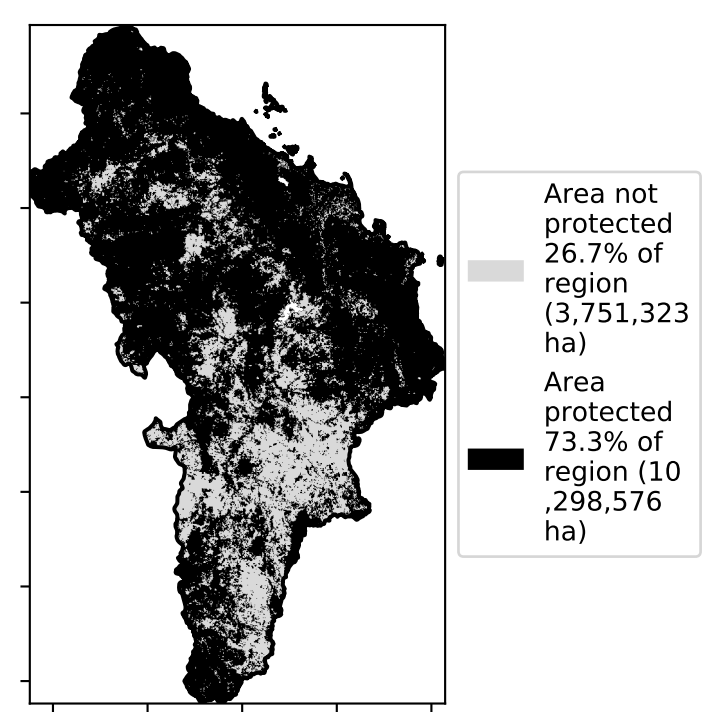 Area not
protected
26.7% of
region
(3,751,323
ha)
Area
protected
73.3% of
region (10
,298,576
ha)